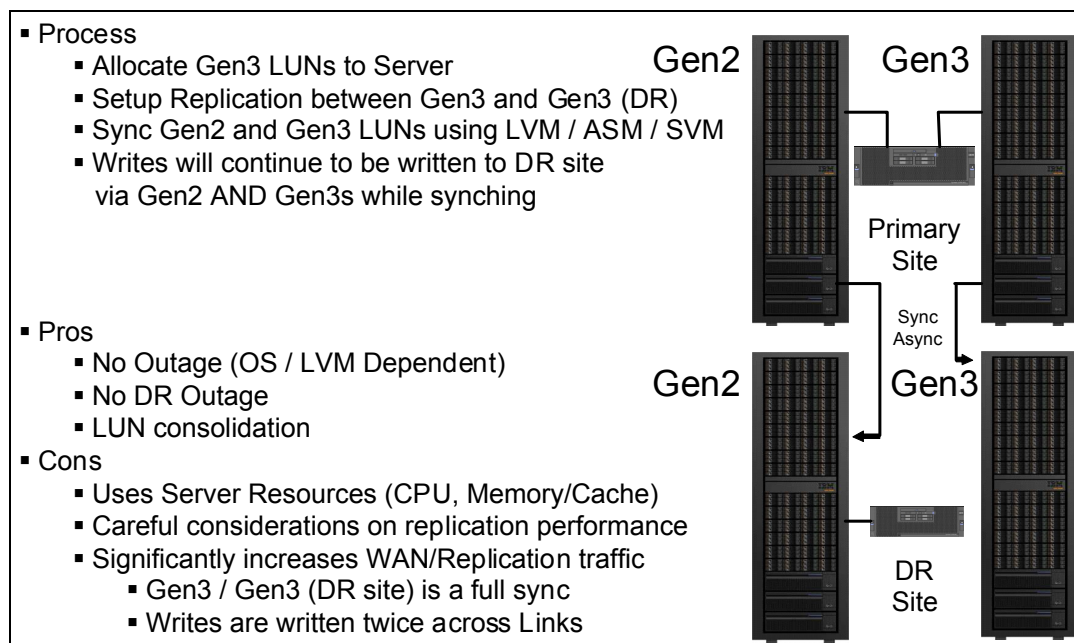 ▪ Process
▪ Allocate Gen3 LUNs to Server
▪ Setup Replication between Gen3 and Gen3 (DR)
▪ Sync Gen2 and Gen3 LUNs using LVM / ASM / SVM
▪ Writes will continue to be written to DR site
via Gen2 AND Gen3s while synching
▪ Pros
▪ No Outage (OS / LVM Dependent)
▪ No DR Outage
▪ LUN consolidation
▪ Cons
▪ Uses Server Resources (CPU, Memory/Cache)
▪ Careful considerations on replication performance
▪ Significantly increases WAN/Replication traffic
▪ Gen3 / Gen3 (DR site) is a full sync
▪ Writes are written twice across Links
Gen2
Gen3
IBM
IBM
Primary
Site
Sync
Async
Gen2
Gen3
IBM
IBM
DR
Site